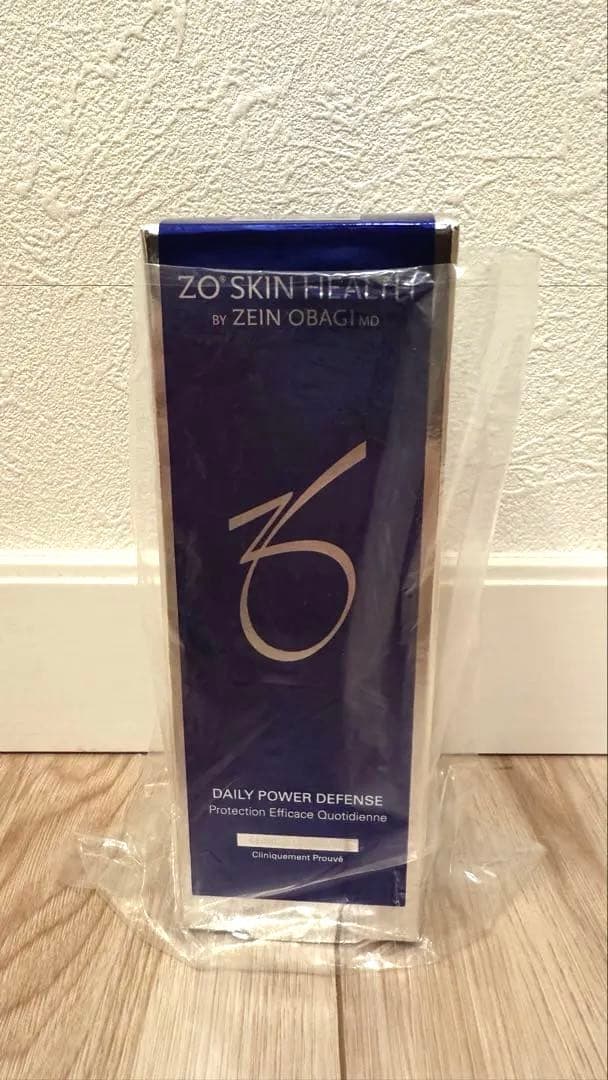 ZO® SKIN HEALTH
BY ZEIN OBAGI MD
DAILY POWER DEFENSE
Protection Efficace Quotidienne
Cliniquement Prouvé